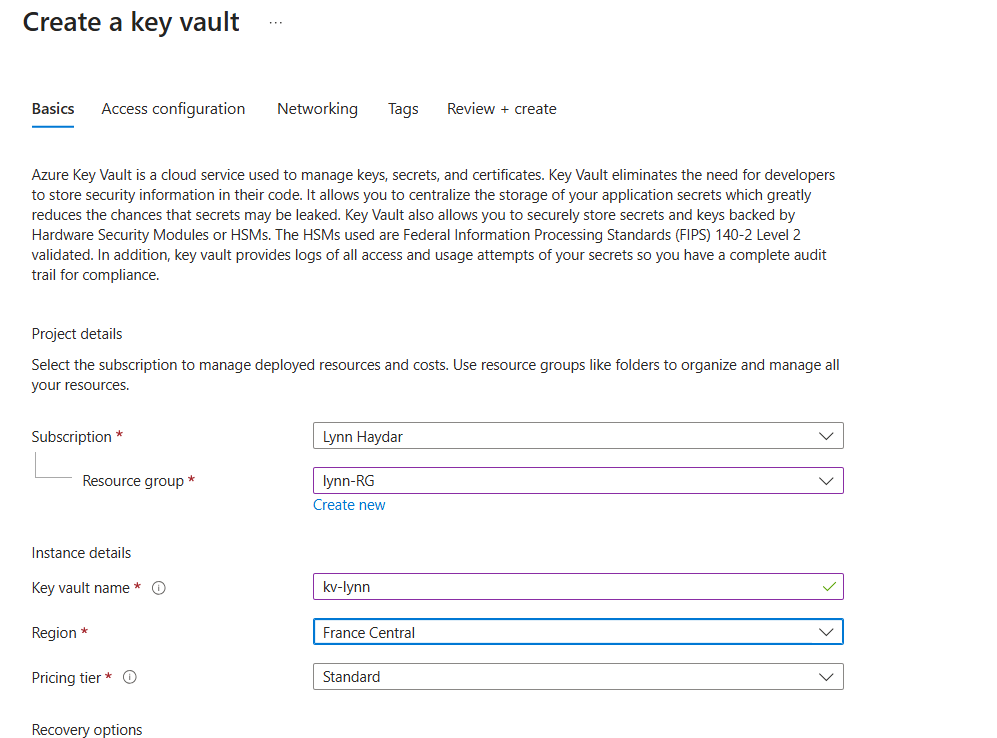 Create a key vault ...
Basics Access configuration Networking Tags Review + create
Azure Key Vault is a cloud service used to manage keys, secrets, and certificates. Key Vault eliminates the need for developers
to store security information in their code. It allows you to centralize the storage of your application secrets which greatly
reduces the chances that secrets may be leaked. Key Vault also allows you to securely store secrets and keys backed by
Hardware Security Modules or HSMs. The HSMs used are Federal Information Processing Standards (FIPS) 140-2 Level 2
validated. In addition, key vault provides logs of all access and usage attempts of your secrets so you have a complete audit
trail for compliance.
Project details
Select the subscription to manage deployed resources and costs. Use resource groups like folders to organize and manage all
your resources.
Subscription * Lynn Haydar
Resource group * lynn-RG
Create new
Instance details
Key vault name * kv-lynn
Region * France Central
Pricing tier * Standard
Recovery options